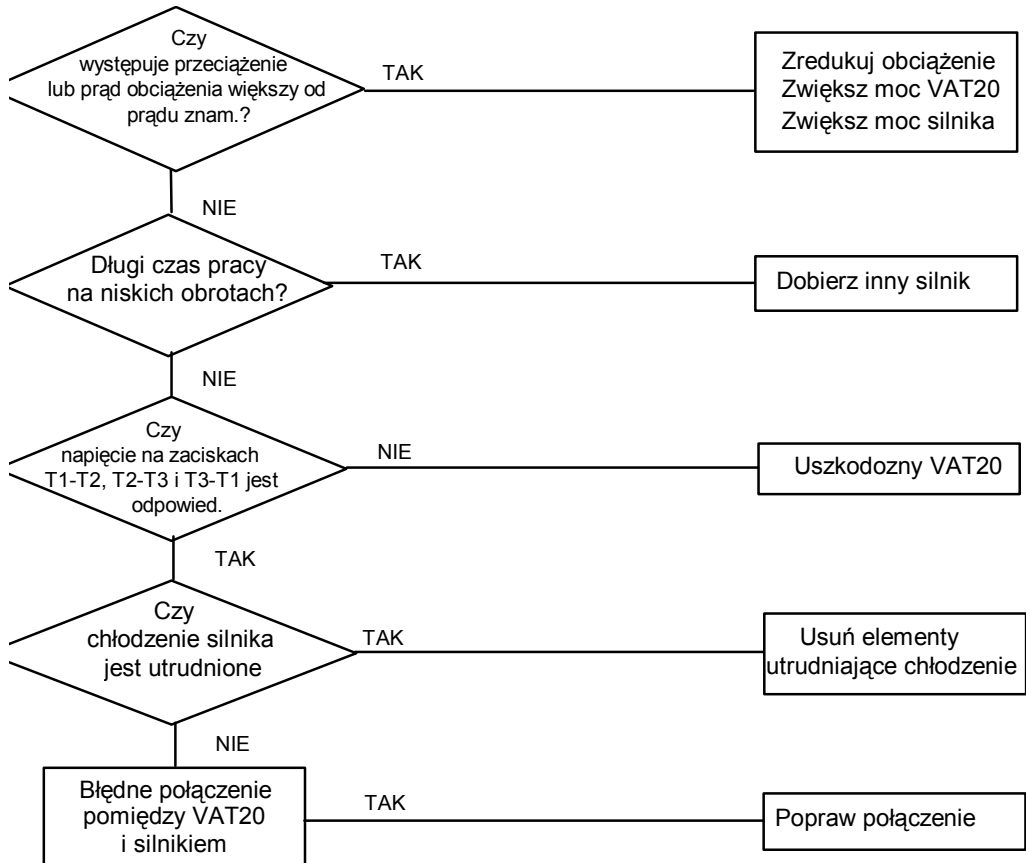 Czy
występuje przeciążenie
lub prąd obciążenia większy od
prądu znam.?
TAK
Zredukuj obciążenie
Zwiększ moc VAT20
Zwiększ moc silnika
NIE
Długi czas pracy
na niskich obrotach?
TAK
Dobierz inny silnik
NIE
Czy
napięcie na zaciskach
T1-T2, T2-T3 i T3-T1 jest
odpowied.
NIE
Uszkodozny VAT20
TAK
Czy
chłodzenie silnika
jest utrudnione
TAK
Usuń elementy
utrudniające chłodzenie
NIE
Błędne połączenie
pomiędzy VAT20
i silnikiem
TAK
Popraw połączenie